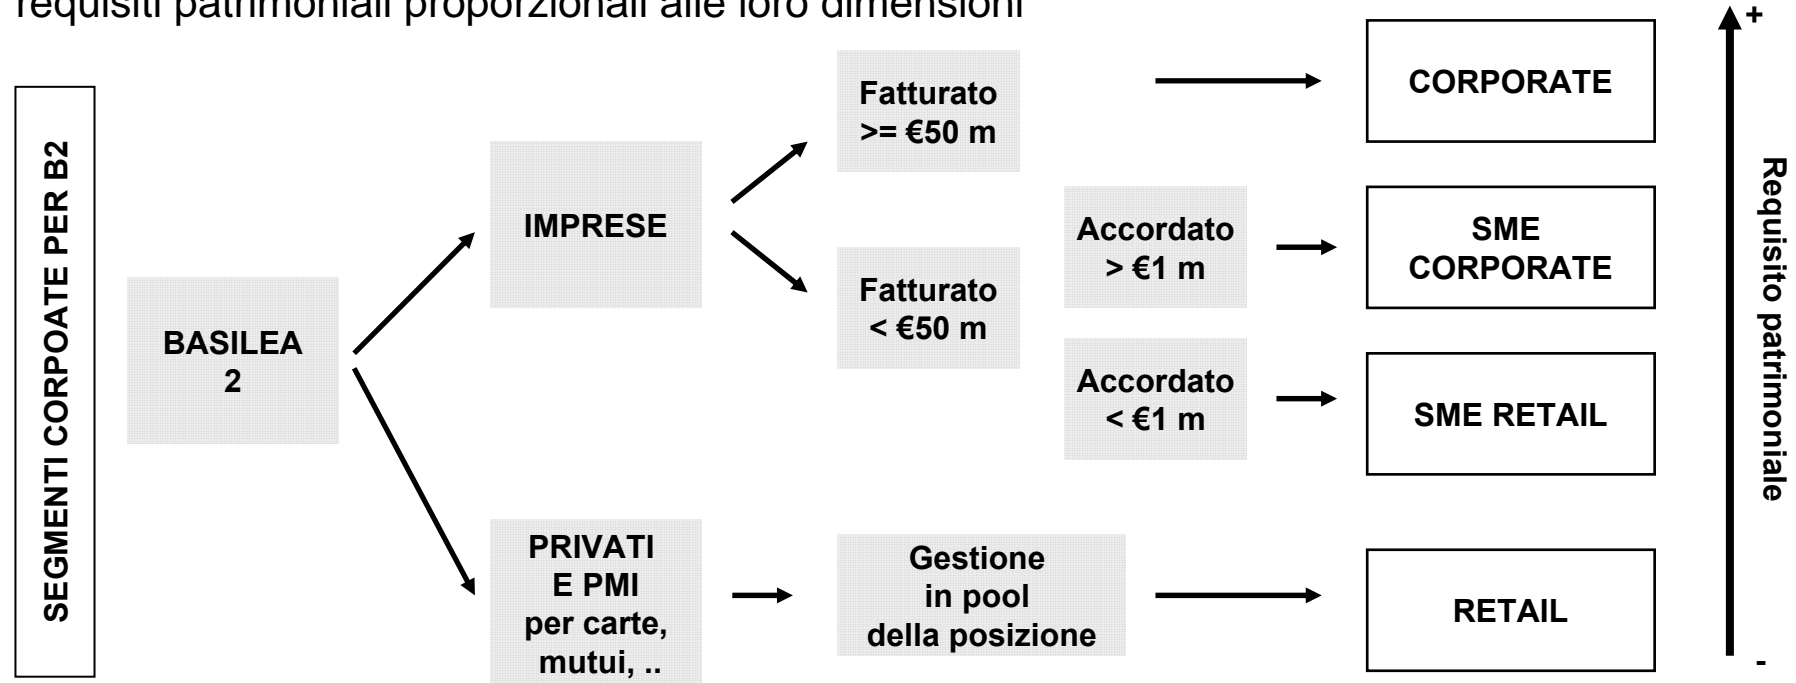 requisiti patrimoniali proporzionali alle loro dimensioni
SEGMENTI CORPOATE PER B2
BASILEA
2
IMPRESE
PRIVATI
E PMI
per carte,
mutui, ..
Fatturato
>= €50 m
Fatturato
< €50 m
Gestione
in pool
della posizione
Accordato
> €1 m
Accordato
< €1 m
CORPORATE
SME
CORPORATE
SME RETAIL
RETAIL
+
Requisito patrimoniale
-